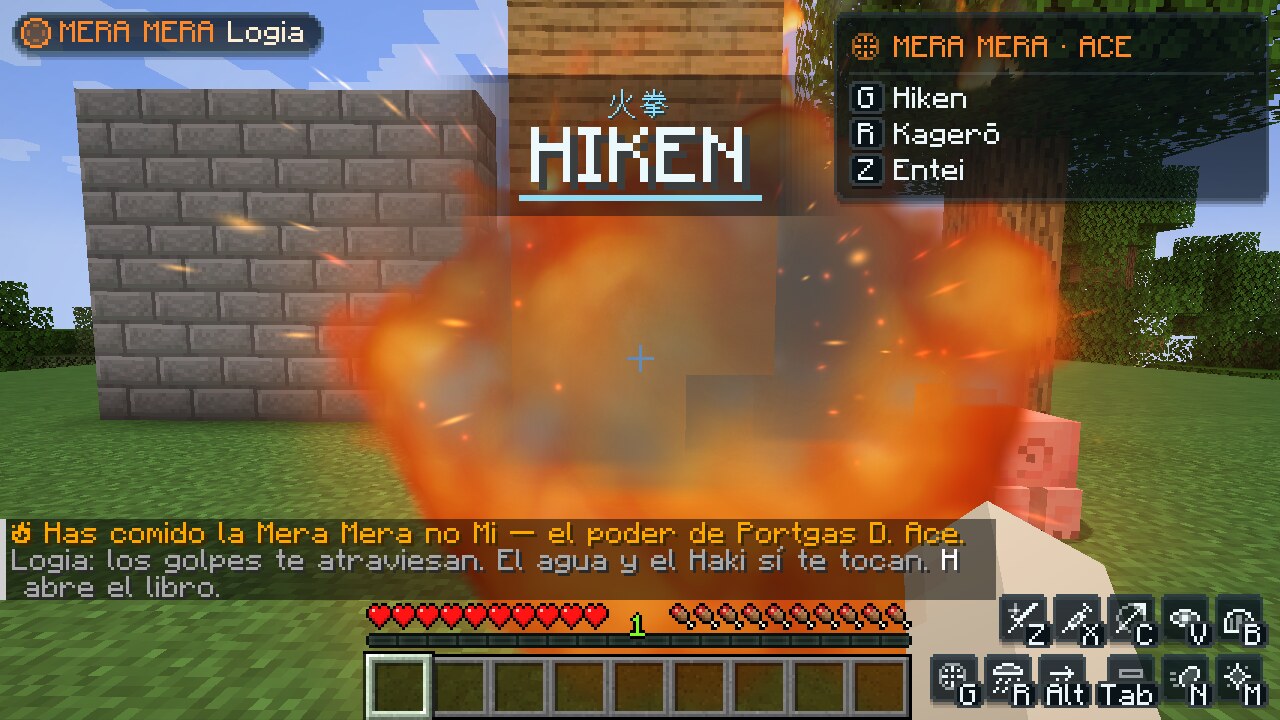 MERA MERA Logia
MERA MERA · ACE
G Hiken
R Kagerō
Z Entei
火拳
HIKEN
Has comido la Mera Mera no Mi — el poder de Portgas D. Ace.
Logia: los golpes te atraviesan. El agua y el Haki sí te tocan. H
abre el libro.
1
Z X C V B
G R Alt Tab N M